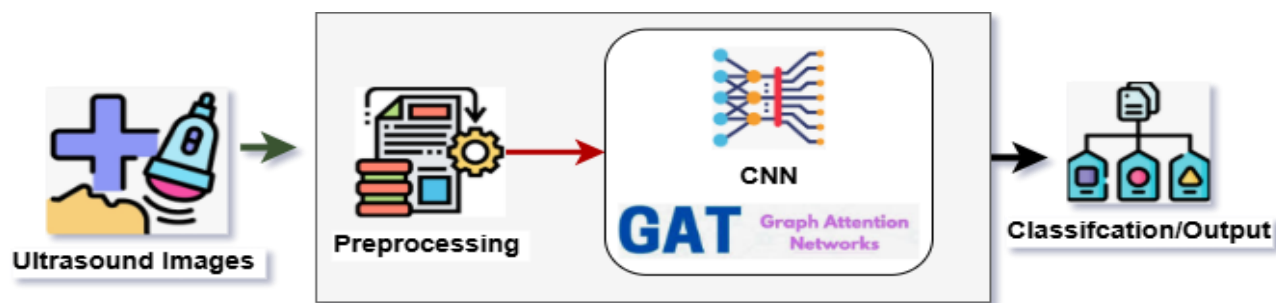 Ultrasound Images
Preprocessing
CNN
GAT
Graph Attention
Networks
Classifcation/Output